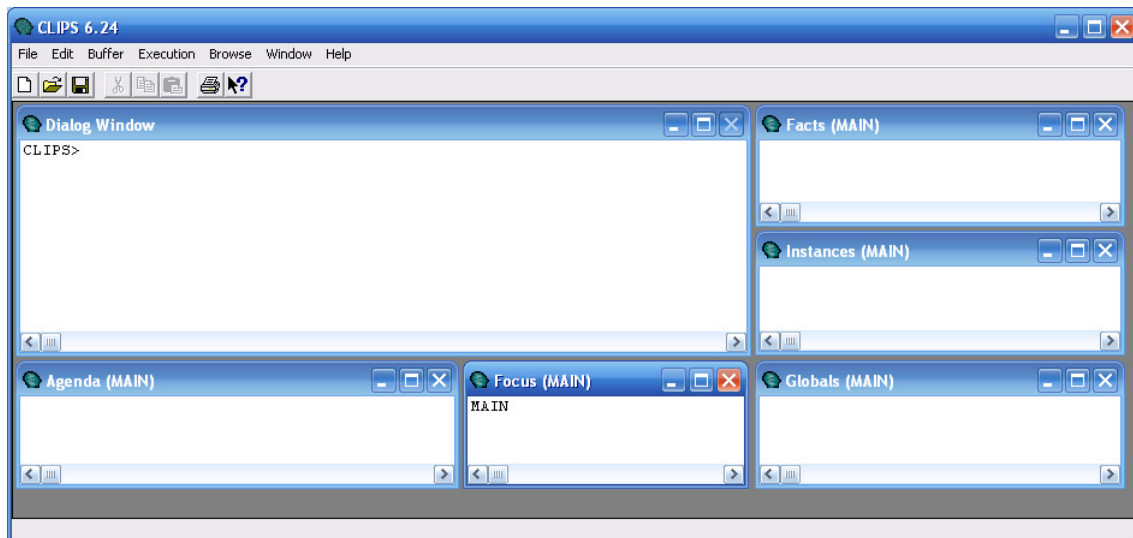 CLIPS 6.24
File Edit Buffer Execution Browse Window Help
Dialog Window
CLIPS>
Facts (MAIN)
Instances (MAIN)
Agenda (MAIN)
Focus (MAIN)
MAIN
Globals (MAIN)